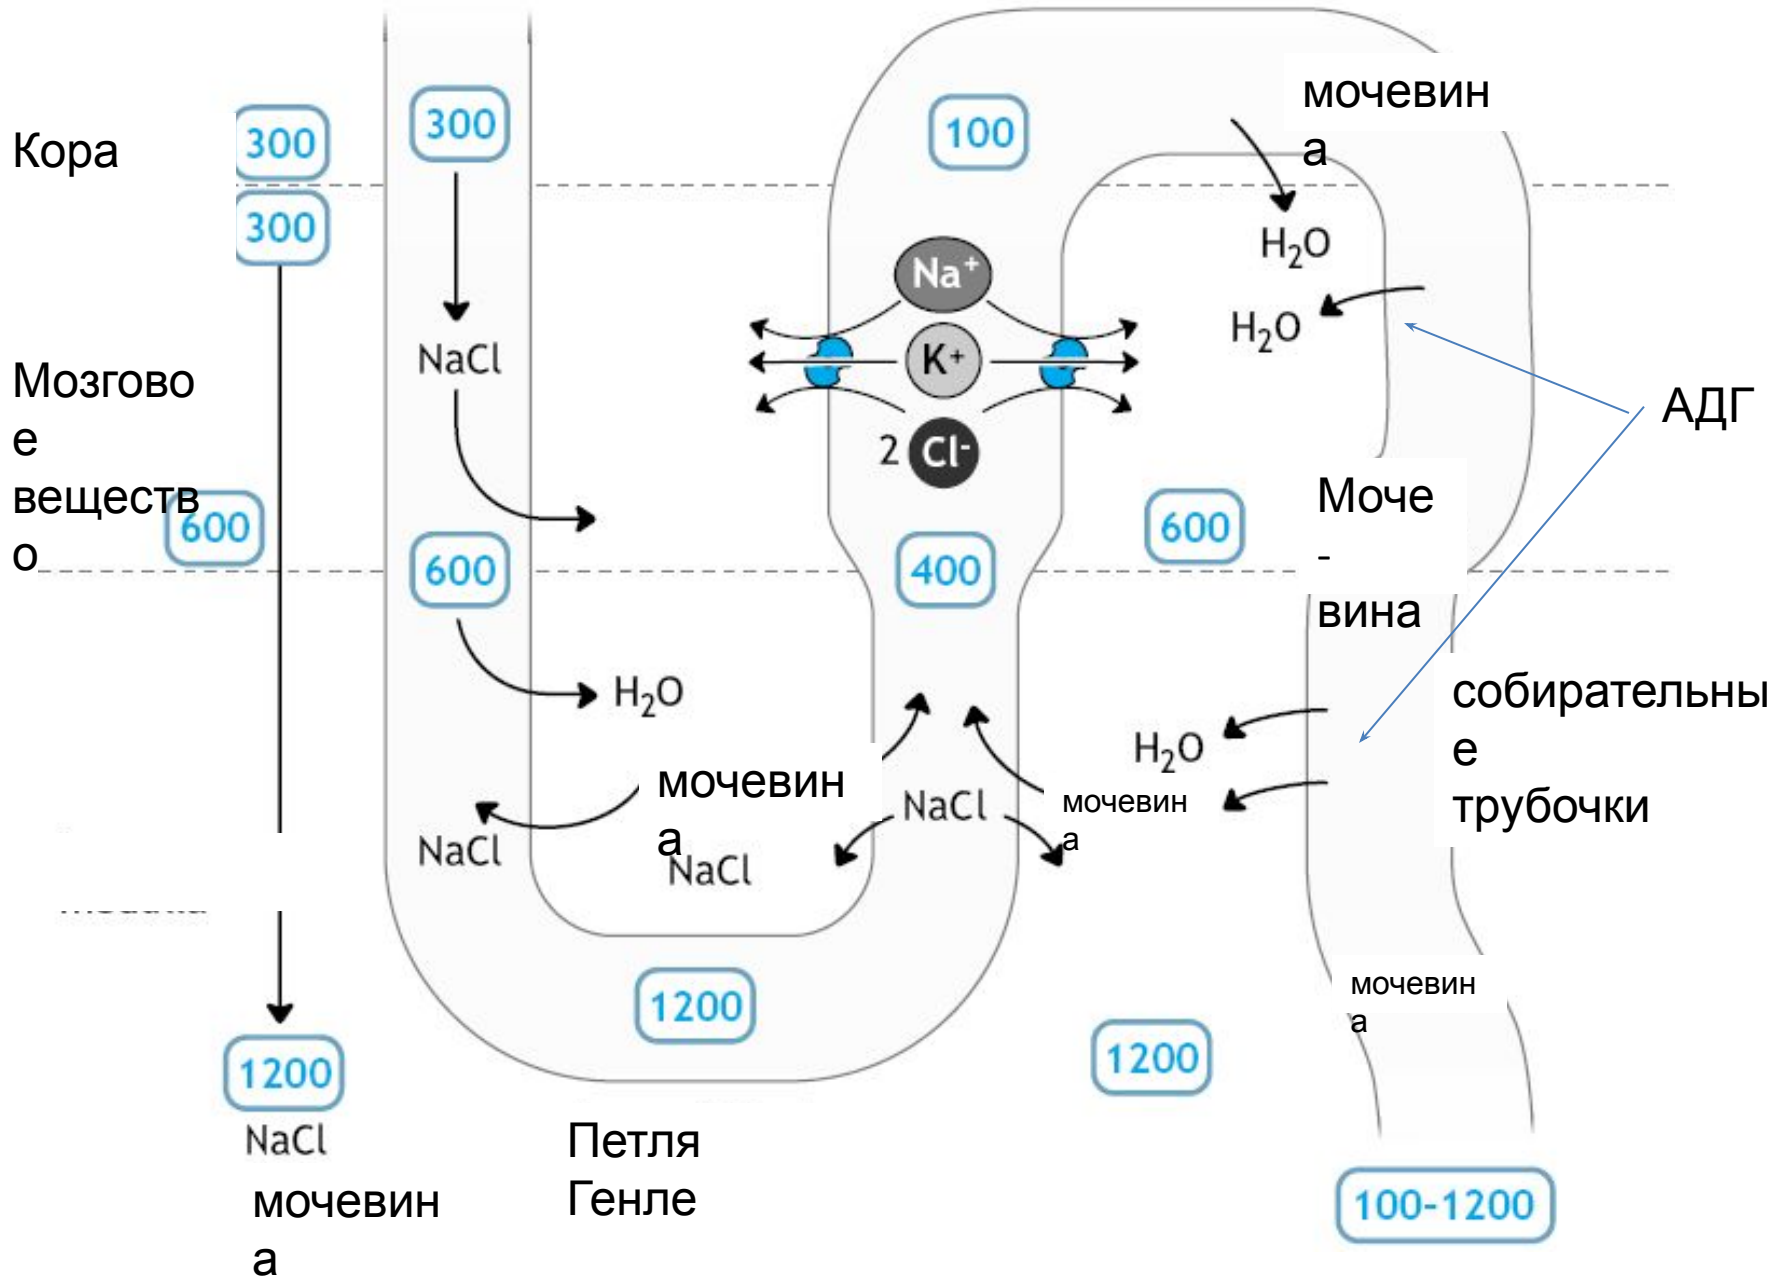 мочевин
а
300
300
100
Кора
300
H₂O
Na⁺
H₂O
K⁺
NaCl
Мозгово
е
веществ
о
АДГ
2 Cl⁻
600
600
400
600
Моче
-
вина
H₂O
собирательны
е
трубочки
H₂O
мочевин
а
NaCl
мочевин
а
NaCl
NaCl
мочевин
а
1200
1200
1200
NaCl
мочевин
а
Петля
Генле
100-1200